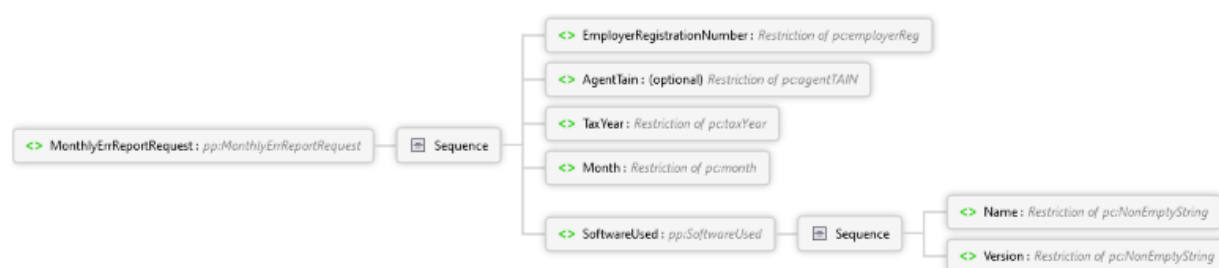 <> EmployerRegistrationNumber : Restriction of pc:employerReg
<> AgentTain : (optional) Restriction of pc:agentTAIN
<> TaxYear : Restriction of pc:taxYear
<> MonthlyErrReportRequest : pp:MonthlyErrReportRequest
Sequence
<> Month : Restriction of pc:month
<> SoftwareUsed : pp:SoftwareUsed
Sequence
<> Name : Restriction of pc:NonEmptyString
<> Version : Restriction of pc:NonEmptyString